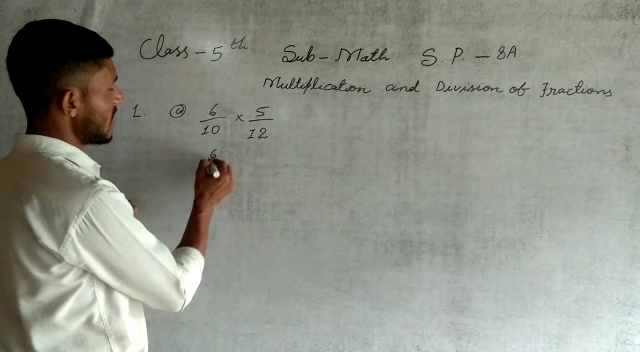 Class - 5th Sub - Math S. P. - 8A
Multiplication and Division of Fractions
1. @ 6/10 × 5/12
6